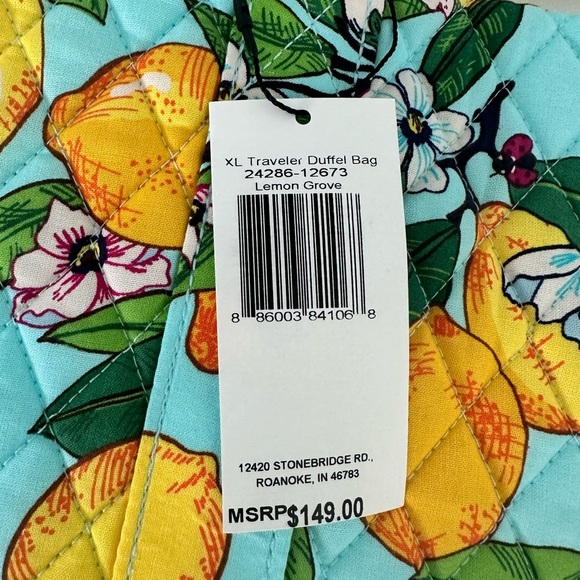 XL Traveler Duffel Bag
24286-12673
Lemon Grove
8 86003 84106 8
12420 STONEBRIDGE RD.,
ROANOKE, IN 46783
MSRP$149.00